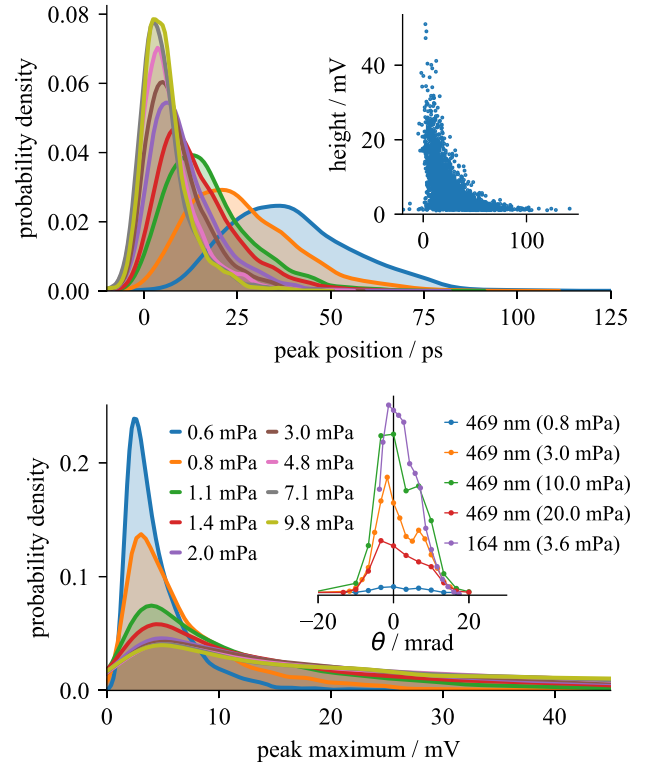 0.08
0.06
0.04
0.02
0.00
probability density
0
25
50
75
100
125
peak position / ps
height / mV
40
20
0
0
100
0.2
0.1
0.0
probability density
0
10
20
30
40
peak maximum / mV
0.6 mPa
0.8 mPa
1.1 mPa
1.4 mPa
2.0 mPa
3.0 mPa
4.8 mPa
7.1 mPa
9.8 mPa
469 nm (0.8 mPa)
469 nm (3.0 mPa)
469 nm (10.0 mPa)
469 nm (20.0 mPa)
164 nm (3.6 mPa)
−20
0
20
θ / mrad